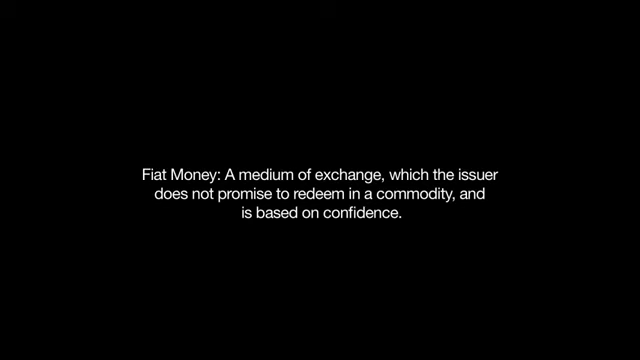 Fiat Money: A medium of exchange, which the issuer
does not promise to redeem in a commodity, and
is based on confidence.